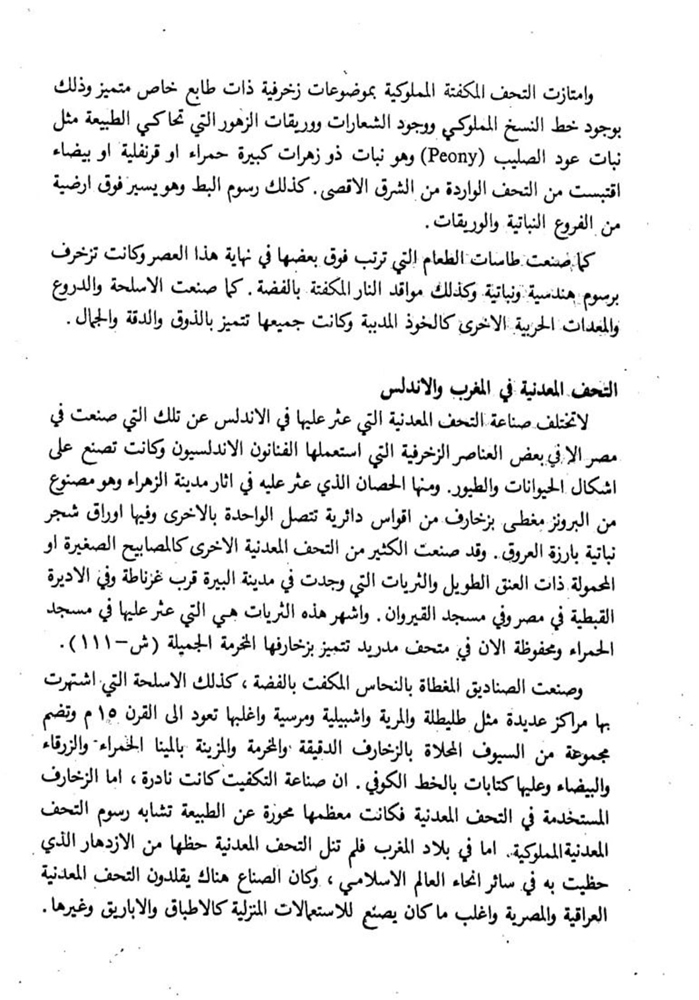 وامتازت التحف المكفتة المملوكية بموضوعات زخرفية ذات طابع خاص متميز وذلك
بوجود خط النسخ المملوكي ووجود الشعارات ووريقات الزهور التي تحاكي الطبيعة مثل
نبات عود الصليب (Peony) وهو نبات ذو زهرات كبيرة حمراء او قرنفلية او بيضاء
اقتبست من التحف الواردة من الشرق الاقصى. كذلك رسوم البط وهو يسير فوق ارضية
من الفروع النباتية والوريقات.
كما صنعت طاسات الطعام التي ترتب فوق بعضها في نهاية هذا العصر وكانت تزخرف
برسوم هندسية ونباتية وكذلك مواقد النار المكفتة بالفضة. كما صنعت الاسلحة والدروع
والمعدات الحربية الاخرى كالخوذ المدببة وكانت جميعها تتميز بالذوق والدقة والجمال.
التحف المعدنية في المغرب والاندلس
لاتختلف صناعة التحف المعدنية التي عثر عليها في الاندلس عن تلك التي صنعت في
مصر الا في بعض العناصر الزخرفية التي استعملها الفنانون الاندلسيون وكانت تصنع على
اشكال الحيوانات والطيور. ومنها الحصان الذي عثر عليه في اثار مدينة الزهراء وهو مصنوع
من البرونز مغطى بزخارف من اقواس دائرية تتصل الواحدة بالاخرى وفيها اوراق شجر
نباتية بارزة العروق. وقد صنعت الكثير من التحف المعدنية الاخرى كالمصابيح الصغيرة او
المحمولة ذات العنق الطويل والثريات التي وجدت في مدينة البيرة قرب غزناطة وفي الاديرة
القبطية في مصر وفي مسجد القيروان. واشهر هذه الثريات هي التي عثر عليها في مسجد
الحمراء ومحفوظة الان في متحف مدريد تتميز بزخارفها المخرمة الجميلة (ش-١١١).
وصنعت الصناديق المغطاة بالنحاس المكفت بالفضة، كذلك الاسلحة التي اشتهرت
بها مراكز عديدة مثل طليطلة والمرية واشبيلية ومرسية واغلبها تعود الى القرن ١٥ م وتضم
مجموعة من السيوف المحلاة بالزخارف الدقيقة والمخرمة والمزينة بالمينا الحمراء والزرقاء
والبيضاء وعليها كتابات بالخط الكوفي. ان صناعة التكفيت كانت نادرة، اما الزخارف
المستخدمة في التحف المعدنية فكانت معظمها محورة عن الطبيعة تشابه رسوم التحف
المعدنية المملوكية. اما في بلاد المغرب فلم تنل التحف المعدنية حظها من الازدهار الذي
حظيت به في سائر انحاء العالم الاسلامي، وكان الصناع هناك يقلدون التحف المعدنية
العراقية والمصرية واغلب ما كان يصنع للاستعمالات المنزلية كالاطباق والاباريق وغيرها.